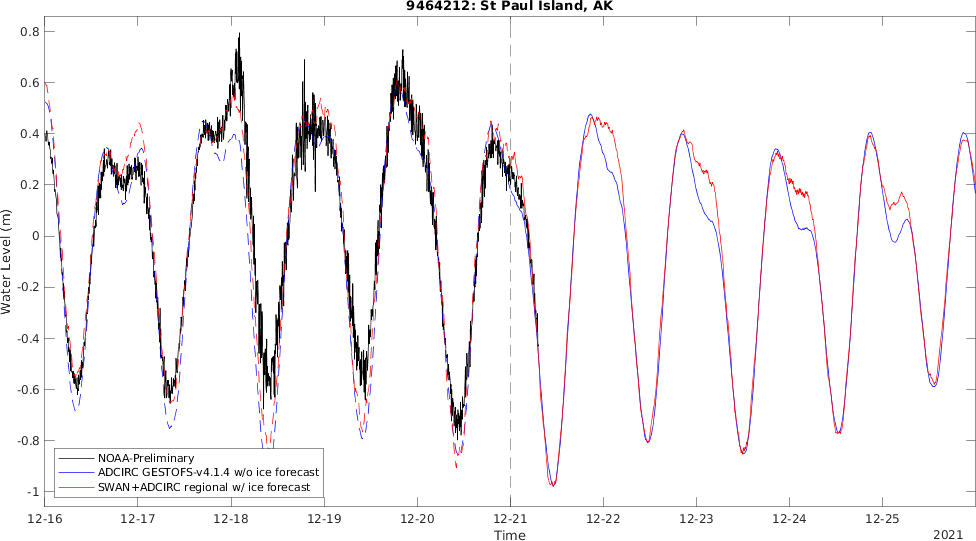 9464212: St Paul Island, AK
0.8
0.6
0.4
0.2
0
-0.2
-0.4
-0.6
-0.8
-1
Water Level (m)
NOAA-Preliminary
ADCIRC GESTOFS-v4.1.4 w/o ice forecast
SWAN+ADCIRC regional w/ ice forecast
12-16 12-17 12-18 12-19 12-20 12-21 12-22 12-23 12-24 12-25
Time
2021